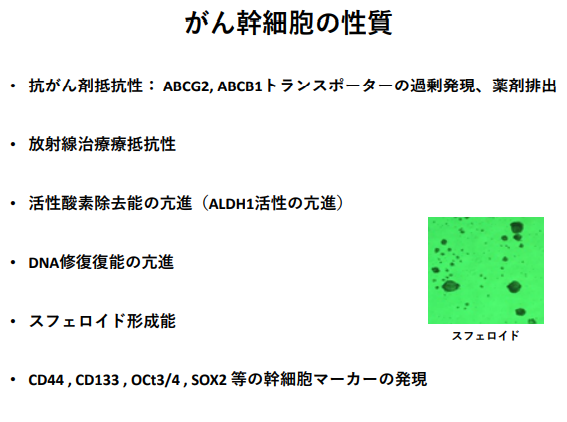 がん幹細胞の性質
• 抗がん剤抵抗性： ABCG2, ABCB1トランスポーターの過剰発現、薬剤排出
• 放射線治療療抵抗性
• 活性酸素除去能の亢進（ALDH1活性の亢進）
• DNA修復復能の亢進
• スフェロイド形成能
スフェロイド
• CD44 , CD133 , OCt3/4 , SOX2 等の幹細胞マーカーの発現